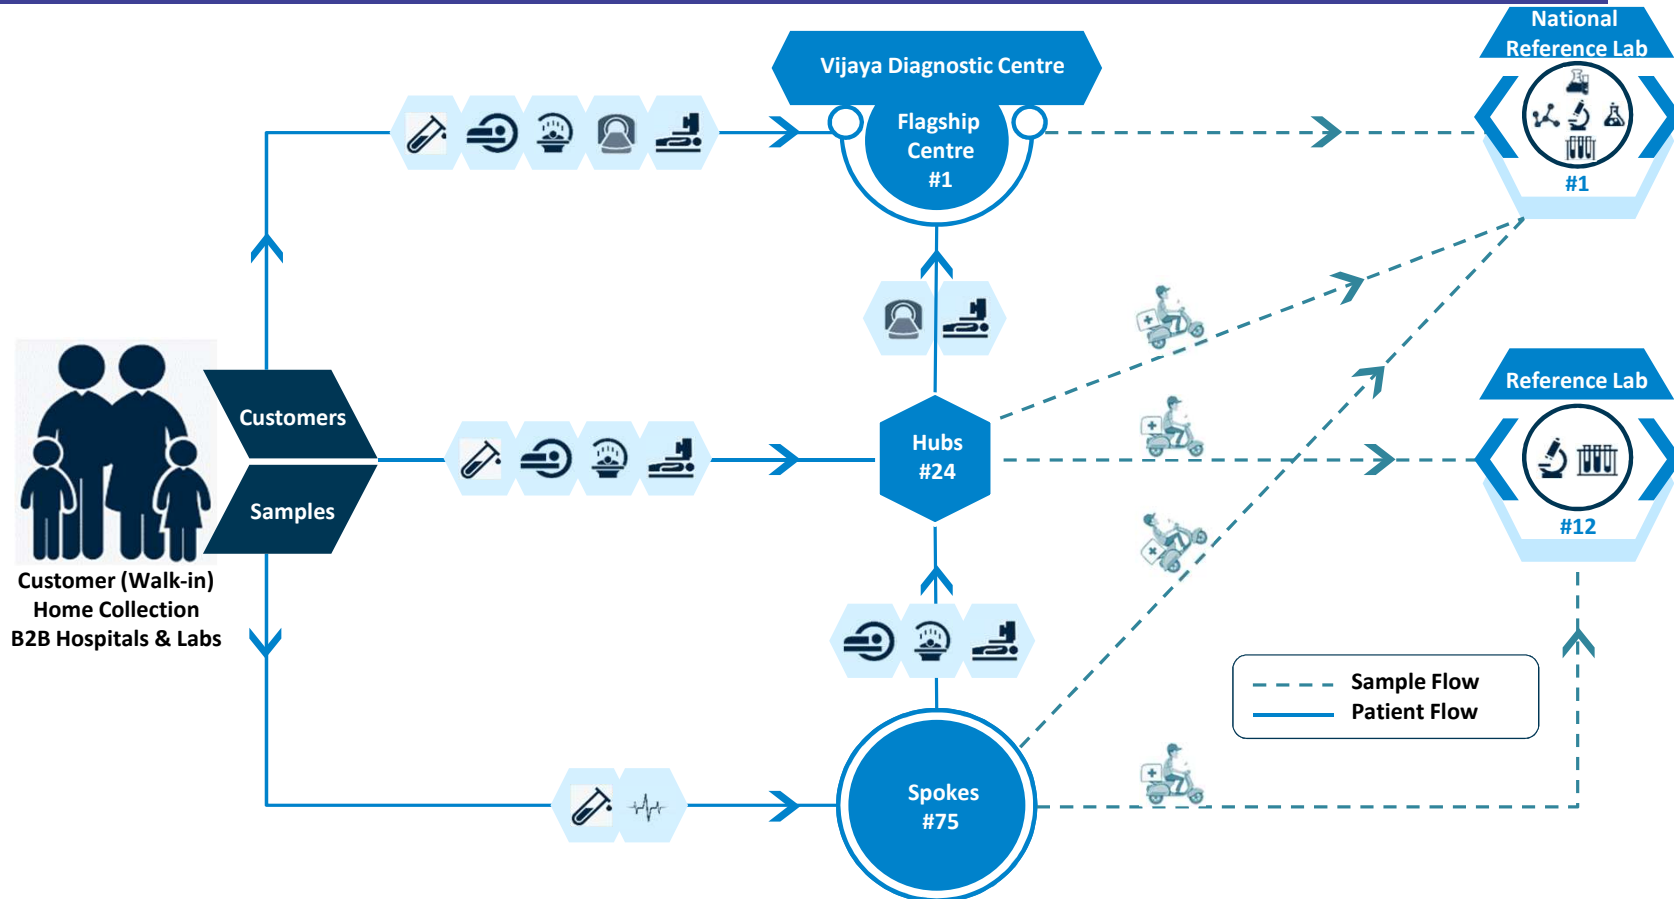 National
Reference Lab
#1
Vijaya Diagnostic Centre
Flagship
Centre
#1
Reference Lab
#12
Customers
Samples
Hubs
#24
Customer (Walk-in)
Home Collection
B2B Hospitals & Labs
Sample Flow
Patient Flow
Spokes
#75